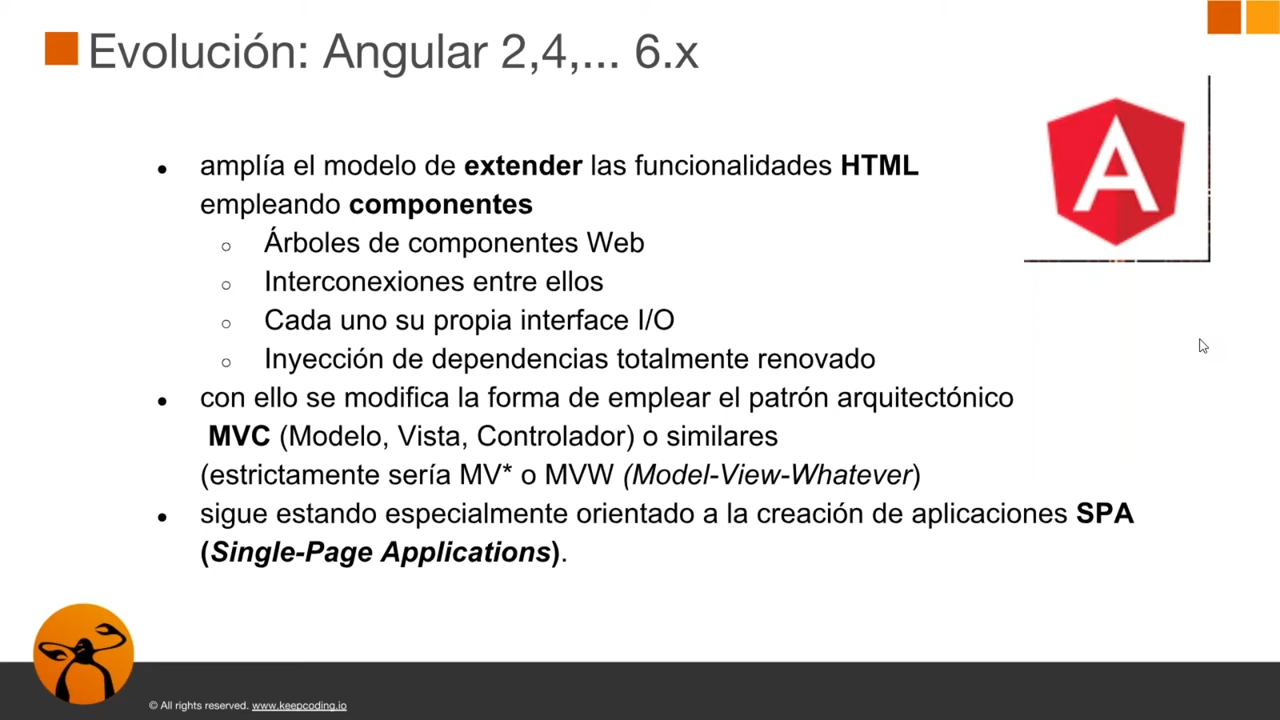 Evolución: Angular 2,4,... 6.x
A
● amplía el modelo de extender las funcionalidades HTML
empleando componentes
○ Árboles de componentes Web
○ Interconexiones entre ellos
○ Cada uno su propia interface I/O
○ Inyección de dependencias totalmente renovado
● con ello se modifica la forma de emplear el patrón arquitectónico
MVC (Modelo, Vista, Controlador) o similares
(estrictamente sería MV* o MVW (Model-View-Whatever)
● sigue estando especialmente orientado a la creación de aplicaciones SPA
(Single-Page Applications).
© All rights reserved. www.keepcoding.io